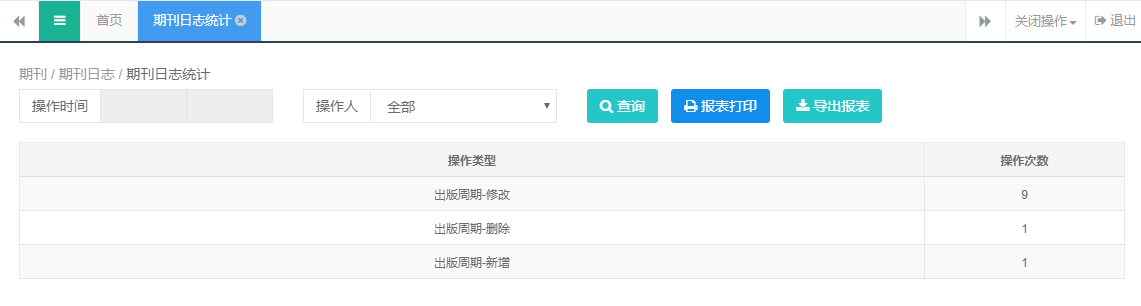 首页 期刊日志统计 关闭操作 退出
期刊 / 期刊日志 / 期刊日志统计
操作时间 操作人 全部 查询 报表打印 导出报表
操作类型 操作次数
出版周期-修改 9
出版周期-删除 1
出版周期-新增 1